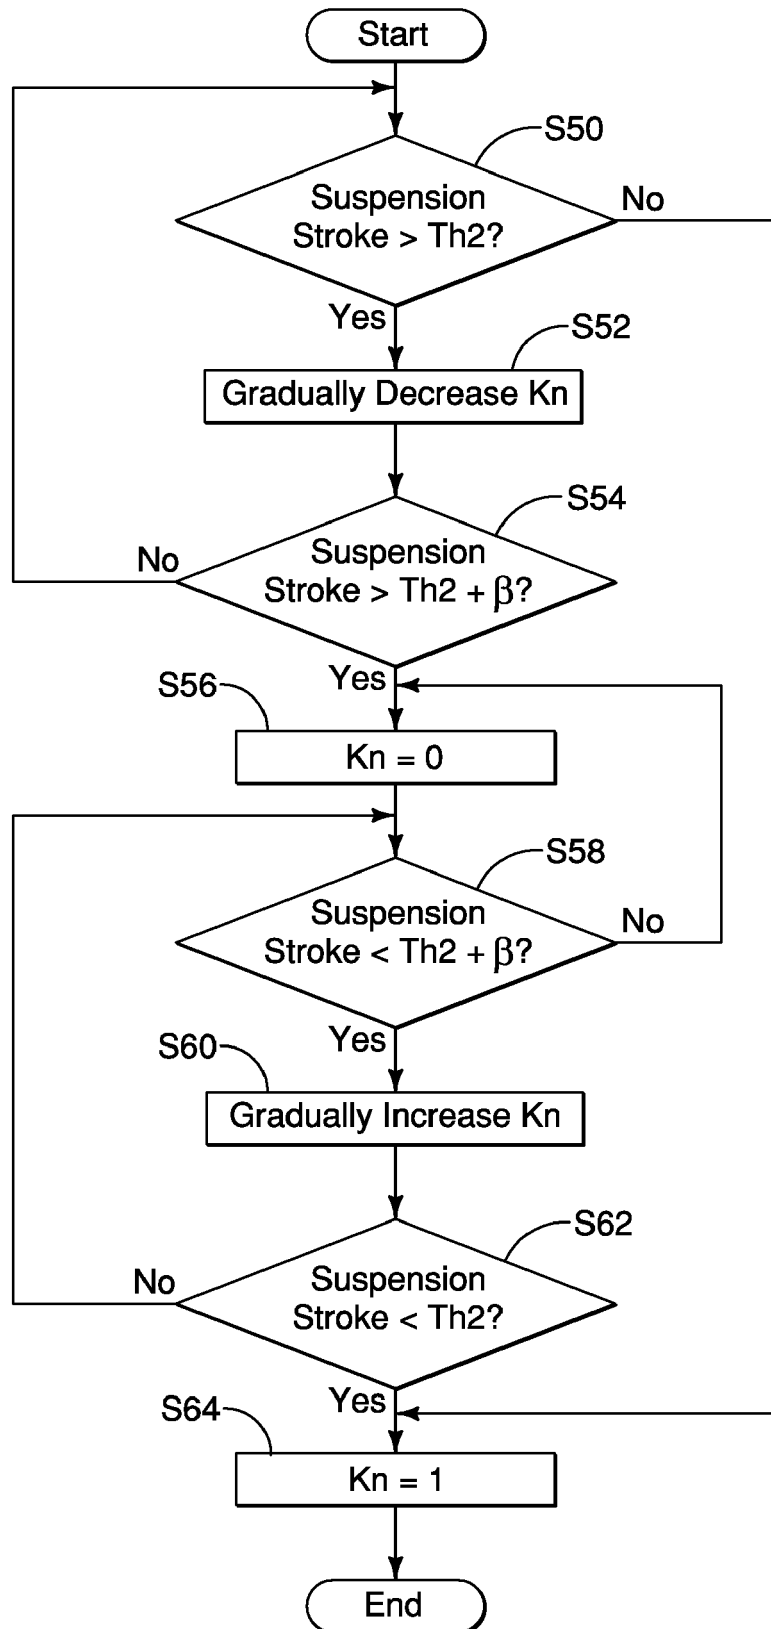 Start
S50
Suspension
Stroke > Th2?
No
Yes
S52
Gradually Decrease Kn
S54
Suspension
Stroke > Th2 + β?
No
Yes
S56
Kn = 0
S58
Suspension
Stroke < Th2 + β?
No
Yes
S60
Gradually Increase Kn
S62
Suspension
Stroke < Th2?
No
Yes
S64
Kn = 1
End